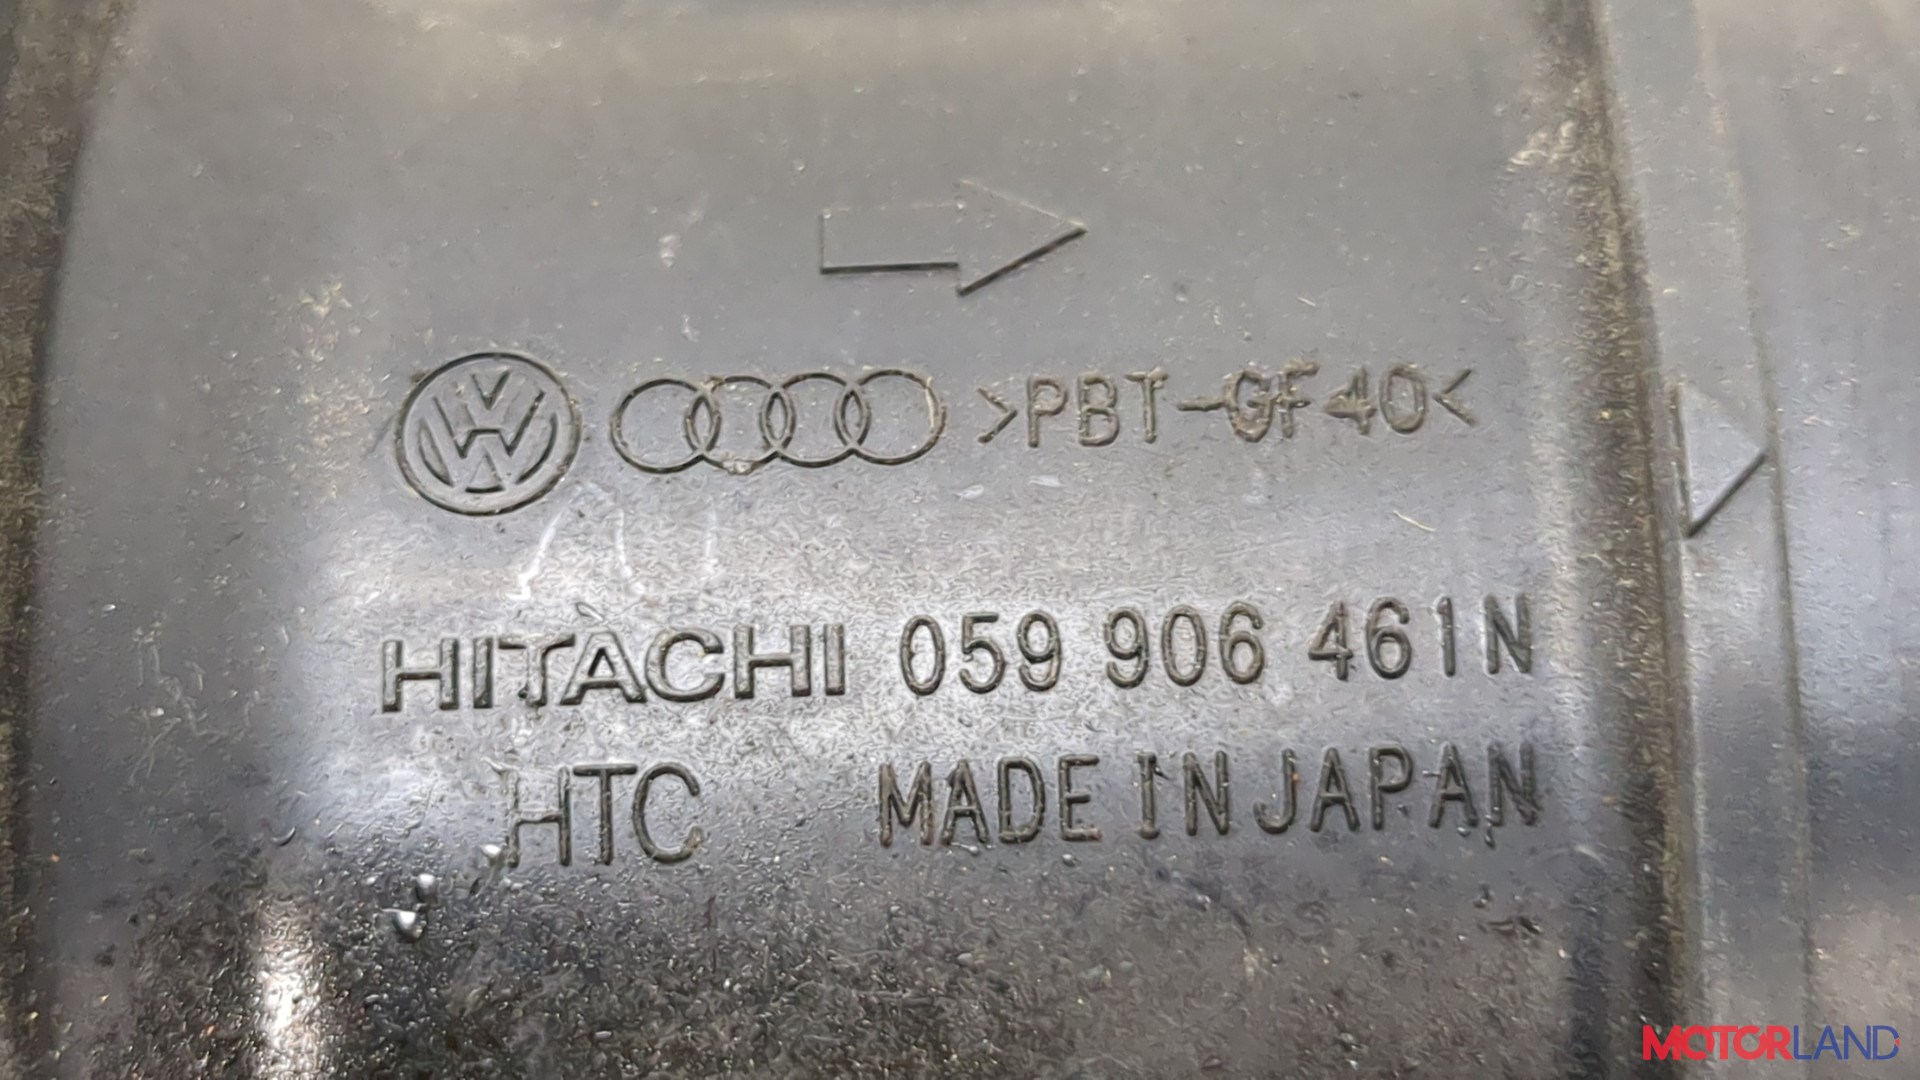 >PBT-GF40<
HITACHI 059 906 461N
HTC MADE IN JAPAN
MOTORLAND